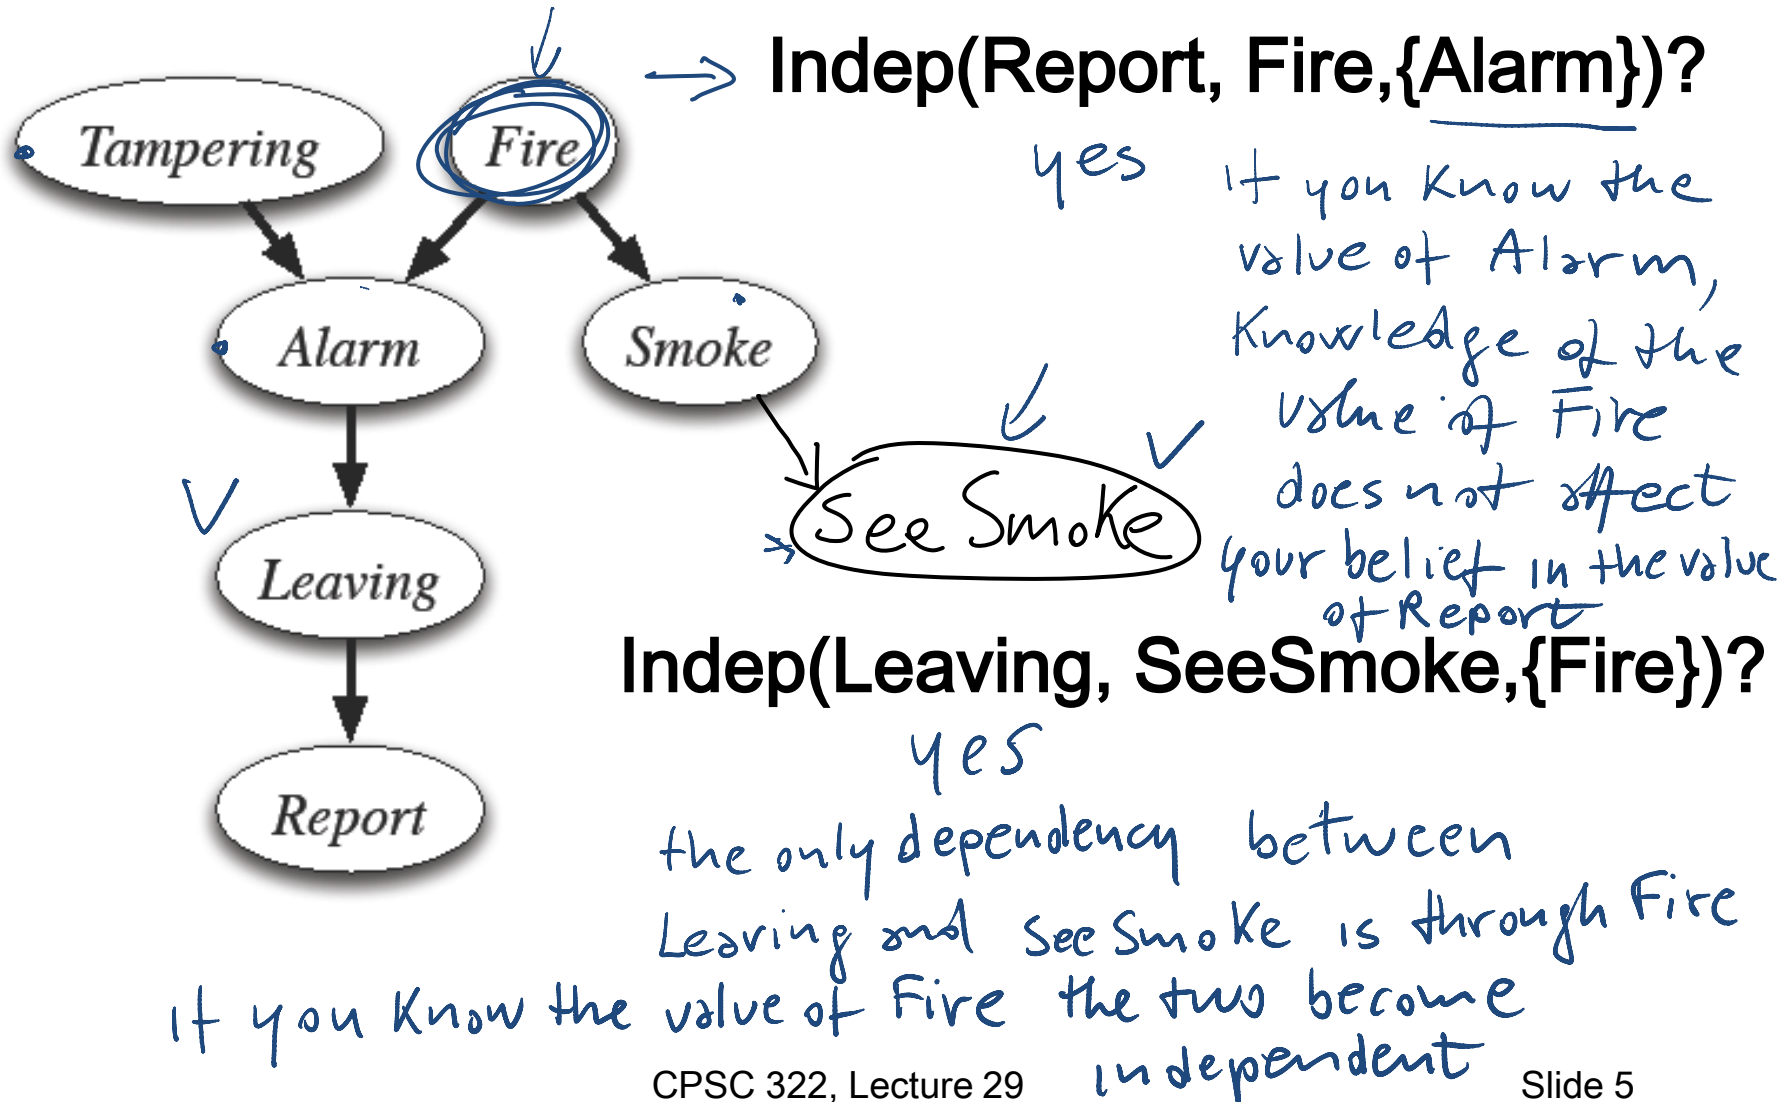 Indep(Report, Fire,{Alarm})?
Tampering
Fire
yes
if you know the
value of Alarm,
Knowledge of the
value of Fire
does not affect
your belief in the value
of Report
Alarm
Smoke
See Smoke
Leaving
Indep(Leaving, SeeSmoke,{Fire})?
yes
Report
the only dependency between
Leaving and See Smoke is through Fire
if you know the value of Fire the two become
independent
CPSC 322, Lecture 29
Slide 5